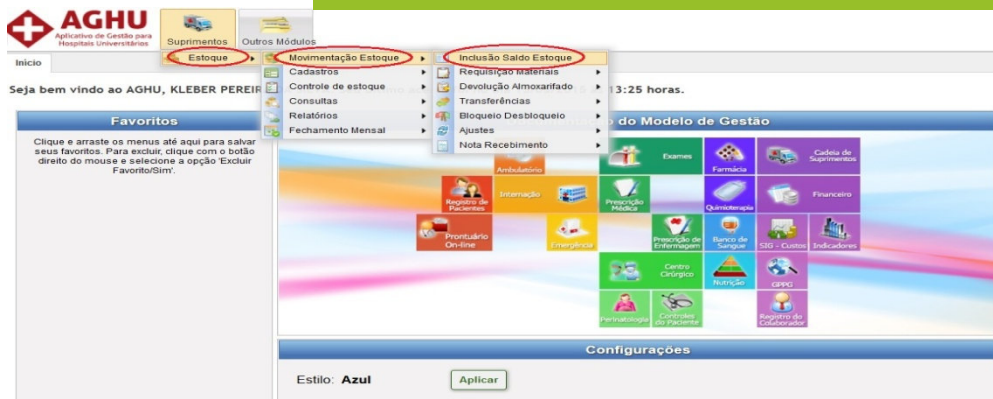 AGHU
Aplicativo de Gestão para
Hospitais Universitários
Suprimentos
Outros Módulos
Estoque
Movimentação Estoque
Inclusão Saldo Estoque
Início
Cadastros
Requisição Materiais
Seja bem vindo ao AGHU, KLEBER PEREIR
Controle de estoque
Devolução Almoxarifado
13:25 horas.
Consultas
Transferências
Relatórios
Bloqueio Desbloqueio
Fechamento Mensal
Ajustes
Nota Recebimento
Favoritos
do Modelo de Gestão
Clique e arraste os menus até aqui para salvar
seus favoritos. Para excluir, clique com o botão
direito do mouse e selecione a opção 'Excluir
Favorito/Sim'.
Ambulatório
Exames
Farmácia
Cadeia de
Suprimentos
Registro de
Pacientes
Internação
Prescrição
Médica
Quimioterapia
Financeiro
Prontuário
On-line
Emergência
Prescrição de
Enfermagem
Banco de
Sangue
SIG - Custos
Indicadores
Centro
Cirúrgico
Nutrição
GPPG
Perinatologia
Controles
do Paciente
Registro do
Colaborador
Configurações
Estilo: Azul
Aplicar